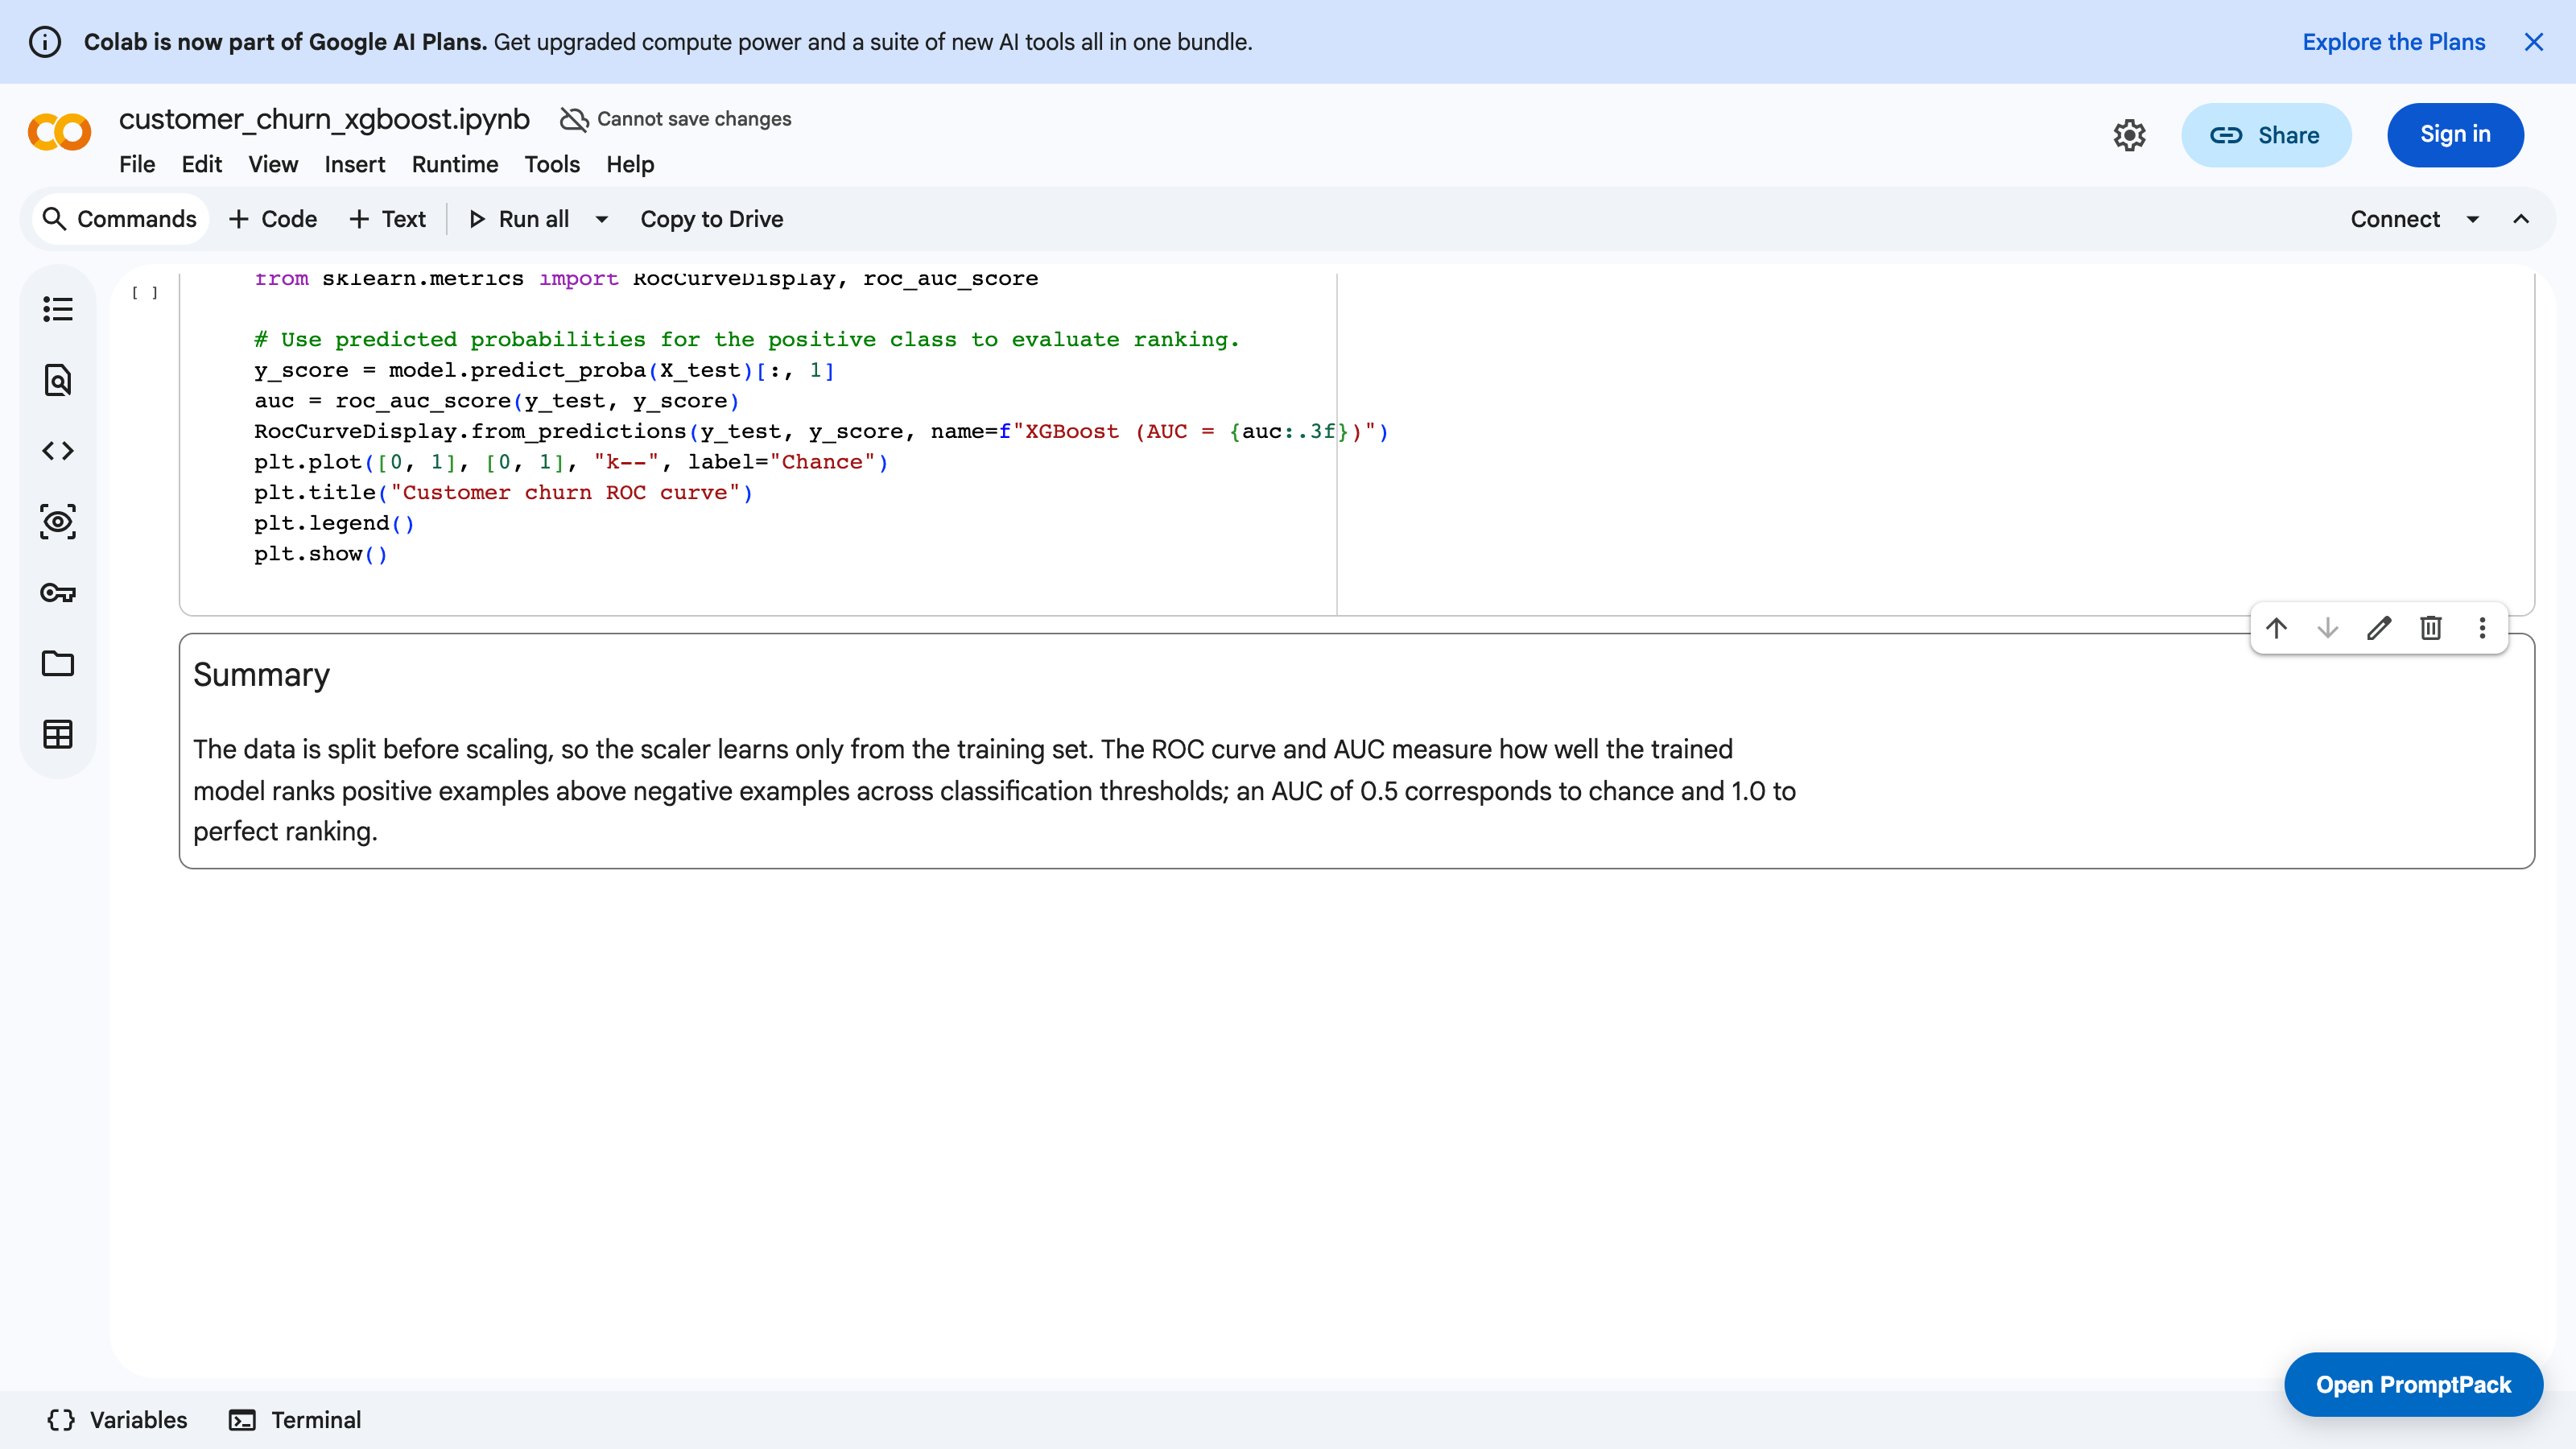 Colab is now part of Google AI Plans. Get upgraded compute power and a suite of new AI tools all in one bundle.
Explore the Plans
customer_churn_xgboost.ipynb
Cannot save changes
File Edit View Insert Runtime Tools Help
Share
Sign in
Commands + Code + Text Run all Copy to Drive
Connect
[ ]
from sklearn.metrics import RocCurveDisplay, roc_auc_score
# Use predicted probabilities for the positive class to evaluate ranking.
y_score = model.predict_proba(X_test)[:, 1]
auc = roc_auc_score(y_test, y_score)
RocCurveDisplay.from_predictions(y_test, y_score, name=f"XGBoost (AUC = {auc:.3f})")
plt.plot([0, 1], [0, 1], "k--", label="Chance")
plt.title("Customer churn ROC curve")
plt.legend()
plt.show()
Summary
The data is split before scaling, so the scaler learns only from the training set. The ROC curve and AUC measure how well the trained
model ranks positive examples above negative examples across classification thresholds; an AUC of 0.5 corresponds to chance and 1.0 to
perfect ranking.
Open PromptPack
Variables
Terminal